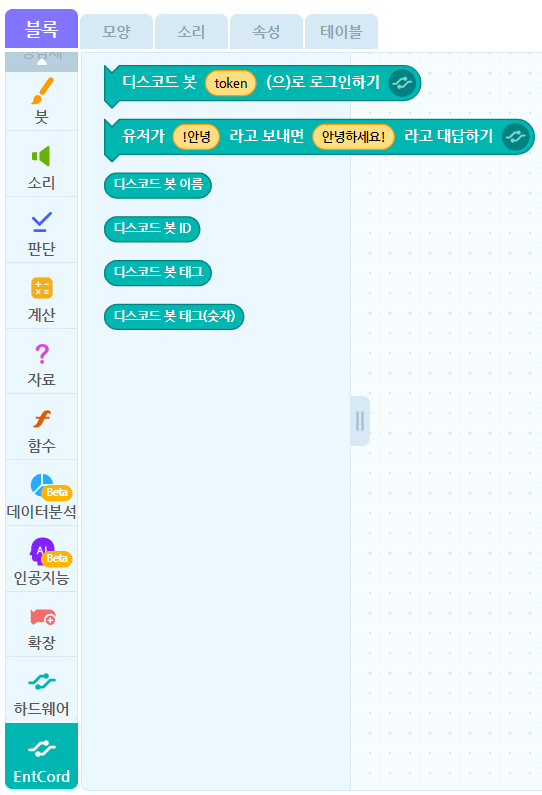 블록
모양
소리
속성
테이블
붓
소리
판단
계산
자료
함수
Beta
데이터분석
AI
Beta
인공지능
확장
하드웨어
EntCord
디스코드 봇 token (으)로 로그인하기
유저가 !안녕 라고 보내면 안녕하세요! 라고 대답하기
디스코드 봇 이름
디스코드 봇 ID
디스코드 봇 태그
디스코드 봇 태그(숫자)